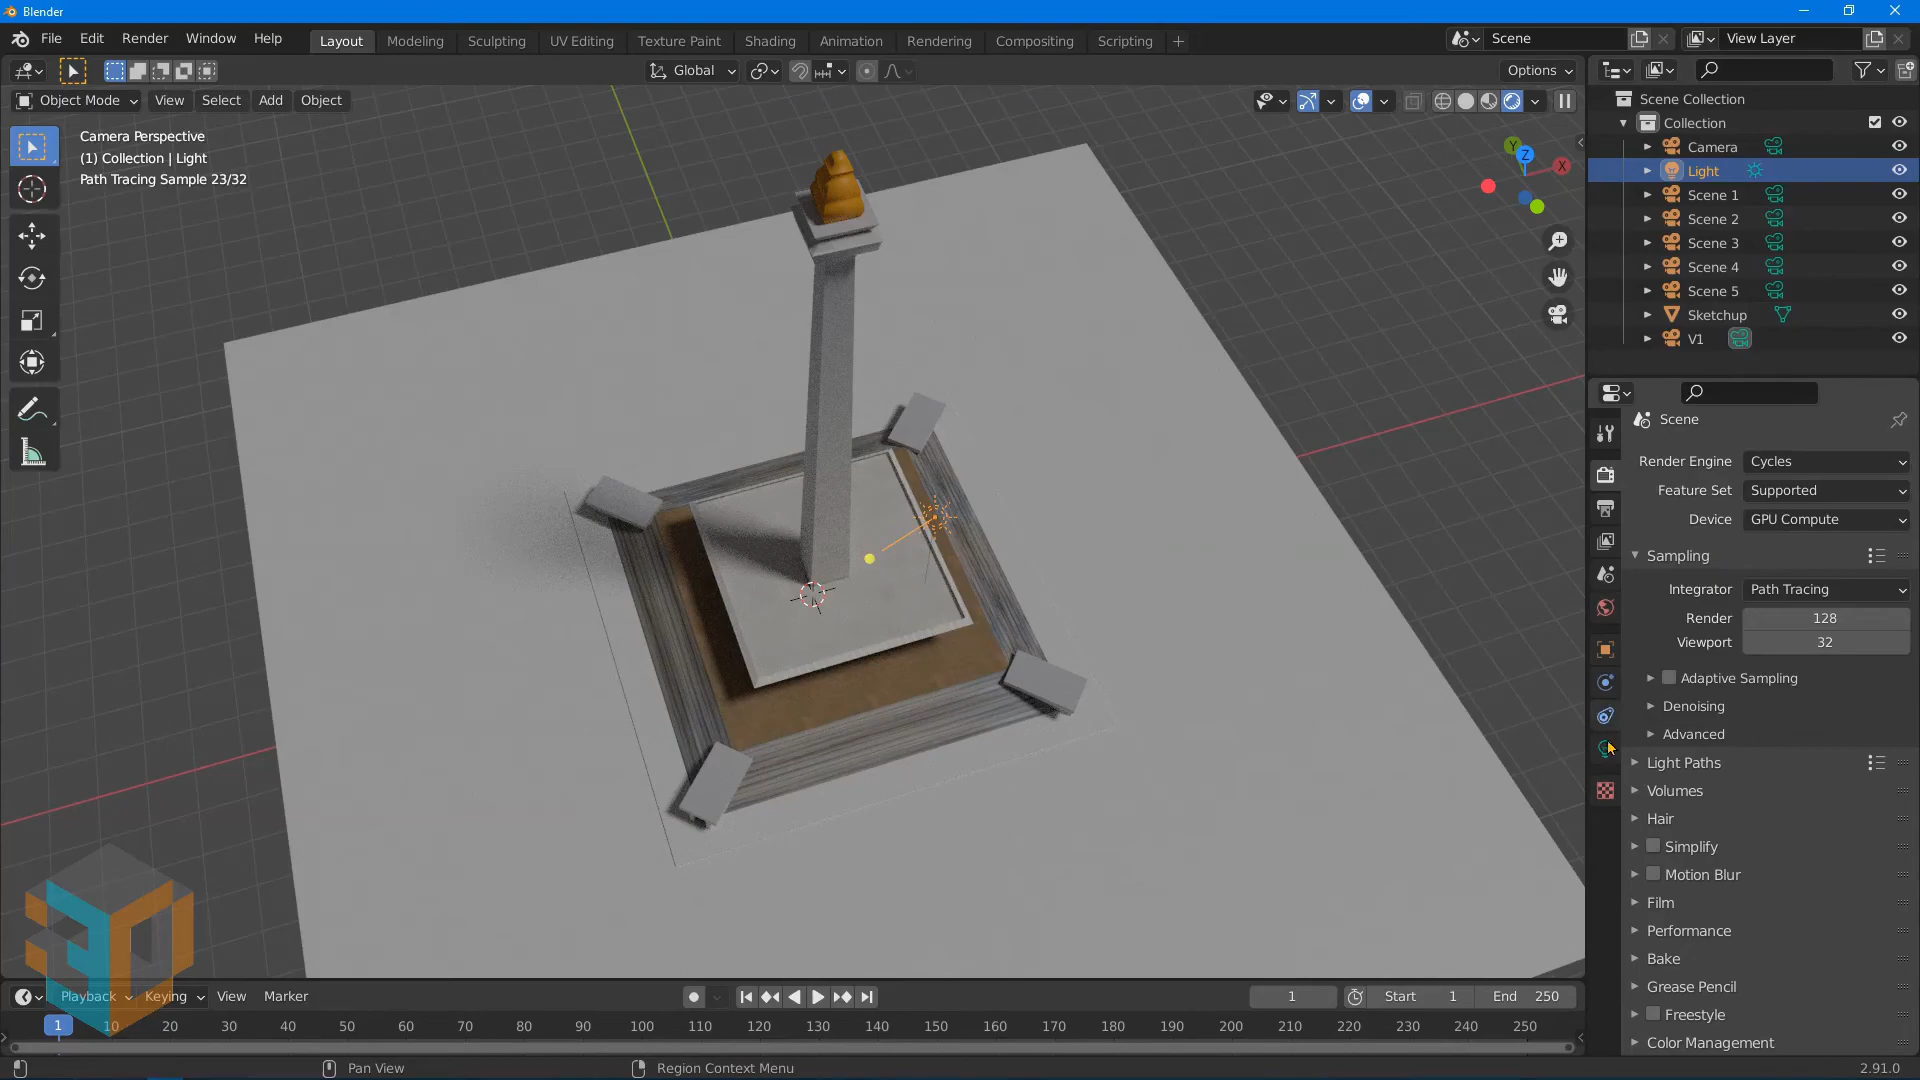 Blender
File Edit Render Window Help Layout Modeling Sculpting UV Editing Texture Paint Shading Animation Rendering Compositing Scripting + Scene View Layer
Global Options
Object Mode View Select Add Object
Camera Perspective
(1) Collection | Light
Path Tracing Sample 23/32
Y
Z
X
Scene Collection
Collection
Camera
Light
Scene 1
Scene 2
Scene 3
Scene 4
Scene 5
Sketchup
V1
Scene
Render Engine Cycles
Feature Set Supported
Device GPU Compute
Sampling
Integrator Path Tracing
Render 128
Viewport 32
Adaptive Sampling
Denoising
Advanced
Light Paths
Volumes
Hair
Simplify
Motion Blur
Film
Performance
Bake
Grease Pencil
Freestyle
Color Management
Playback Keying View Marker 1 Start 1 End 250
1 10 20 30 40 50 60 70 80 90 100 110 120 130 140 150 160 170 180 190 200 210 220 230 240 250
Pan View Region Context Menu 2.91.0